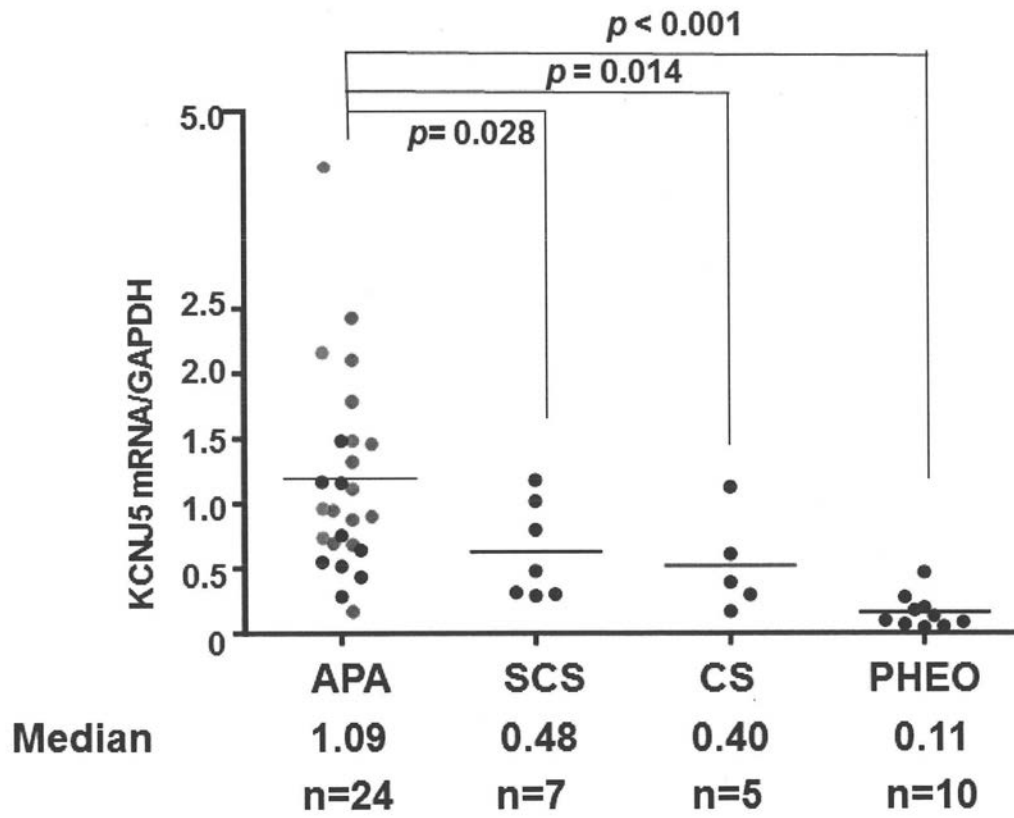 p < 0.001
p = 0.014
p= 0.028
5.0
2.5
2.0
1.5
1.0
0.5
0
KCNJ5 mRNA/GAPDH
APA SCS CS PHEO
Median 1.09 0.48 0.40 0.11
n=24 n=7 n=5 n=10